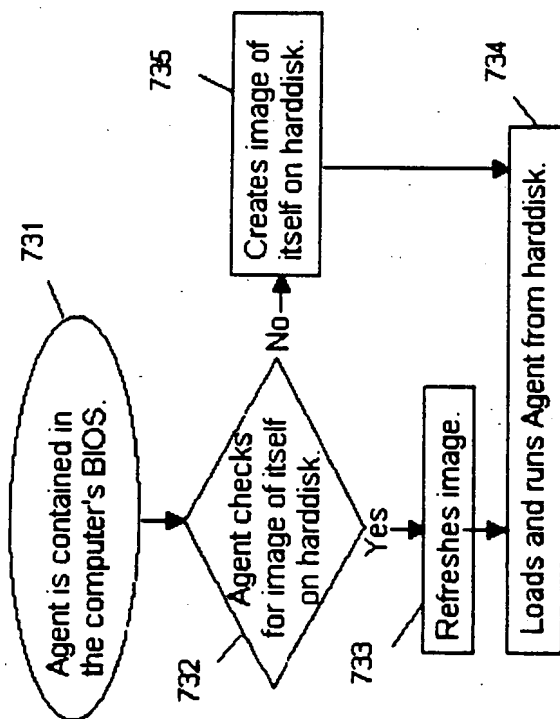 731
Agent is contained in
the computer's BIOS.
732
Agent checks
for image of itself
on harddisk.
No
735
Creates image of
itself on harddisk.
Yes
733
Refreshes image.
734
Loads and runs Agent from harddisk.